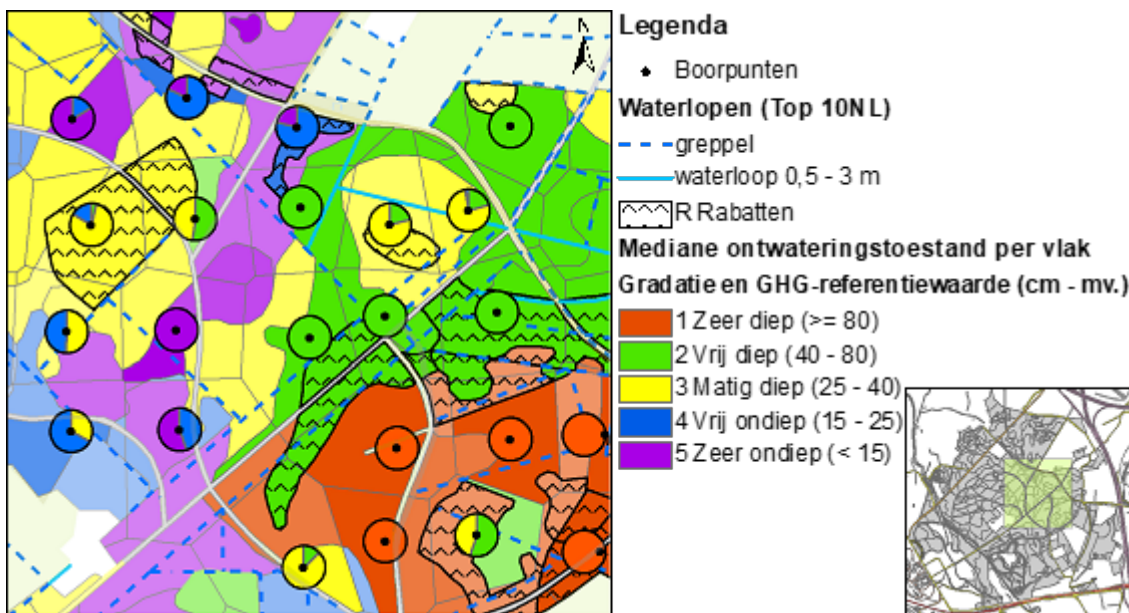 Legenda
Boorpunten
Waterlopen (Top 10NL)
greppel
waterloop 0,5 - 3 m
R Rabatten
Mediane ontwateringstoestand per vlak
Gradatie en GHG-referentiewaarde (cm - mv.)
1 Zeer diep (>= 80)
2 Vrij diep (40 - 80)
3 Matig diep (25 - 40)
4 Vrij ondiep (15 - 25)
5 Zeer ondiep (< 15)